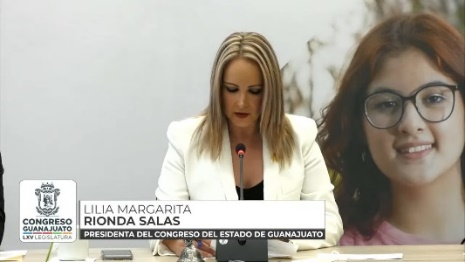 CONGRESO
GUANAJUATO
LXV LEGISLATURA
LILIA MARGARITA
RIONDA SALAS
PRESIDENTA DEL CONGRESO DEL ESTADO DE GUANAJUATO